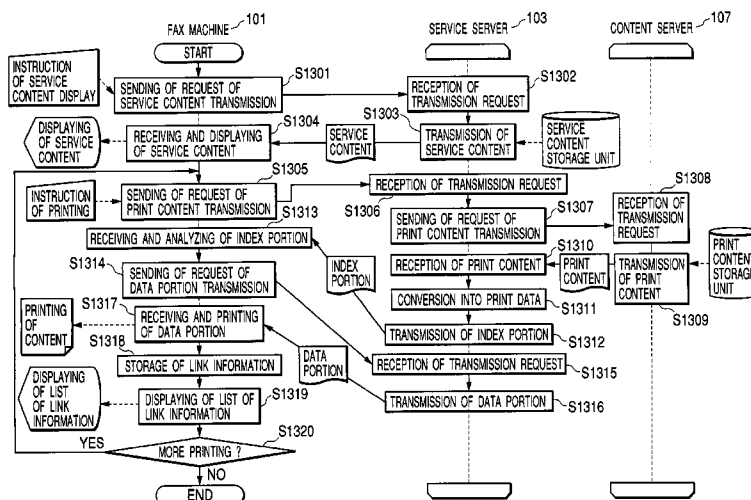 FAX MACHINE 101
SERVICE SERVER 103
CONTENT SERVER 107
START
INSTRUCTION
OF SERVICE
CONTENT DISPLAY
S1301
SENDING OF REQUEST OF
SERVICE CONTENT TRANSMISSION
S1302
RECEPTION OF
TRANSMISSION REQUEST
S1304
S1303
DISPLAYING
OF SERVICE
CONTENT
RECEIVING AND DISPLAYING
OF SERVICE CONTENT
SERVICE
CONTENT
TRANSMISSION OF
SERVICE CONTENT
SERVICE
CONTENT
STORAGE UNIT
S1305
INSTRUCTION
OF PRINTING
SENDING OF REQUEST OF
PRINT CONTENT TRANSMISSION
RECEPTION OF TRANSMISSION REQUEST
S1306
S1308
S1307
SENDING OF REQUEST OF
PRINT CONTENT TRANSMISSION
RECEPTION OF
TRANSMISSION
REQUEST
S1313
RECEIVING AND ANALYZING OF INDEX PORTION
S1310
RECEPTION OF PRINT CONTENT
PRINT
CONTENT
TRANSMISSION
OF PRINT
CONTENT
PRINT
CONTENT
STORAGE
UNIT
S1309
S1314
SENDING OF REQUEST OF
DATA PORTION TRANSMISSION
INDEX
PORTION
CONVERSION INTO PRINT DATA
S1311
S1317
PRINTING
OF
CONTENT
RECEIVING AND PRINTING
OF DATA PORTION
TRANSMISSION OF INDEX PORTION
S1312
S1318
STORAGE OF LINK INFORMATION
DATA
PORTION
RECEPTION OF TRANSMISSION REQUEST
S1315
DISPLAYING
OF LIST
OF LINK
INFORMATION
DISPLAYING OF LIST OF
LINK INFORMATION
S1319
TRANSMISSION OF DATA PORTION
S1316
YES
S1320
MORE PRINTING ?
NO
END